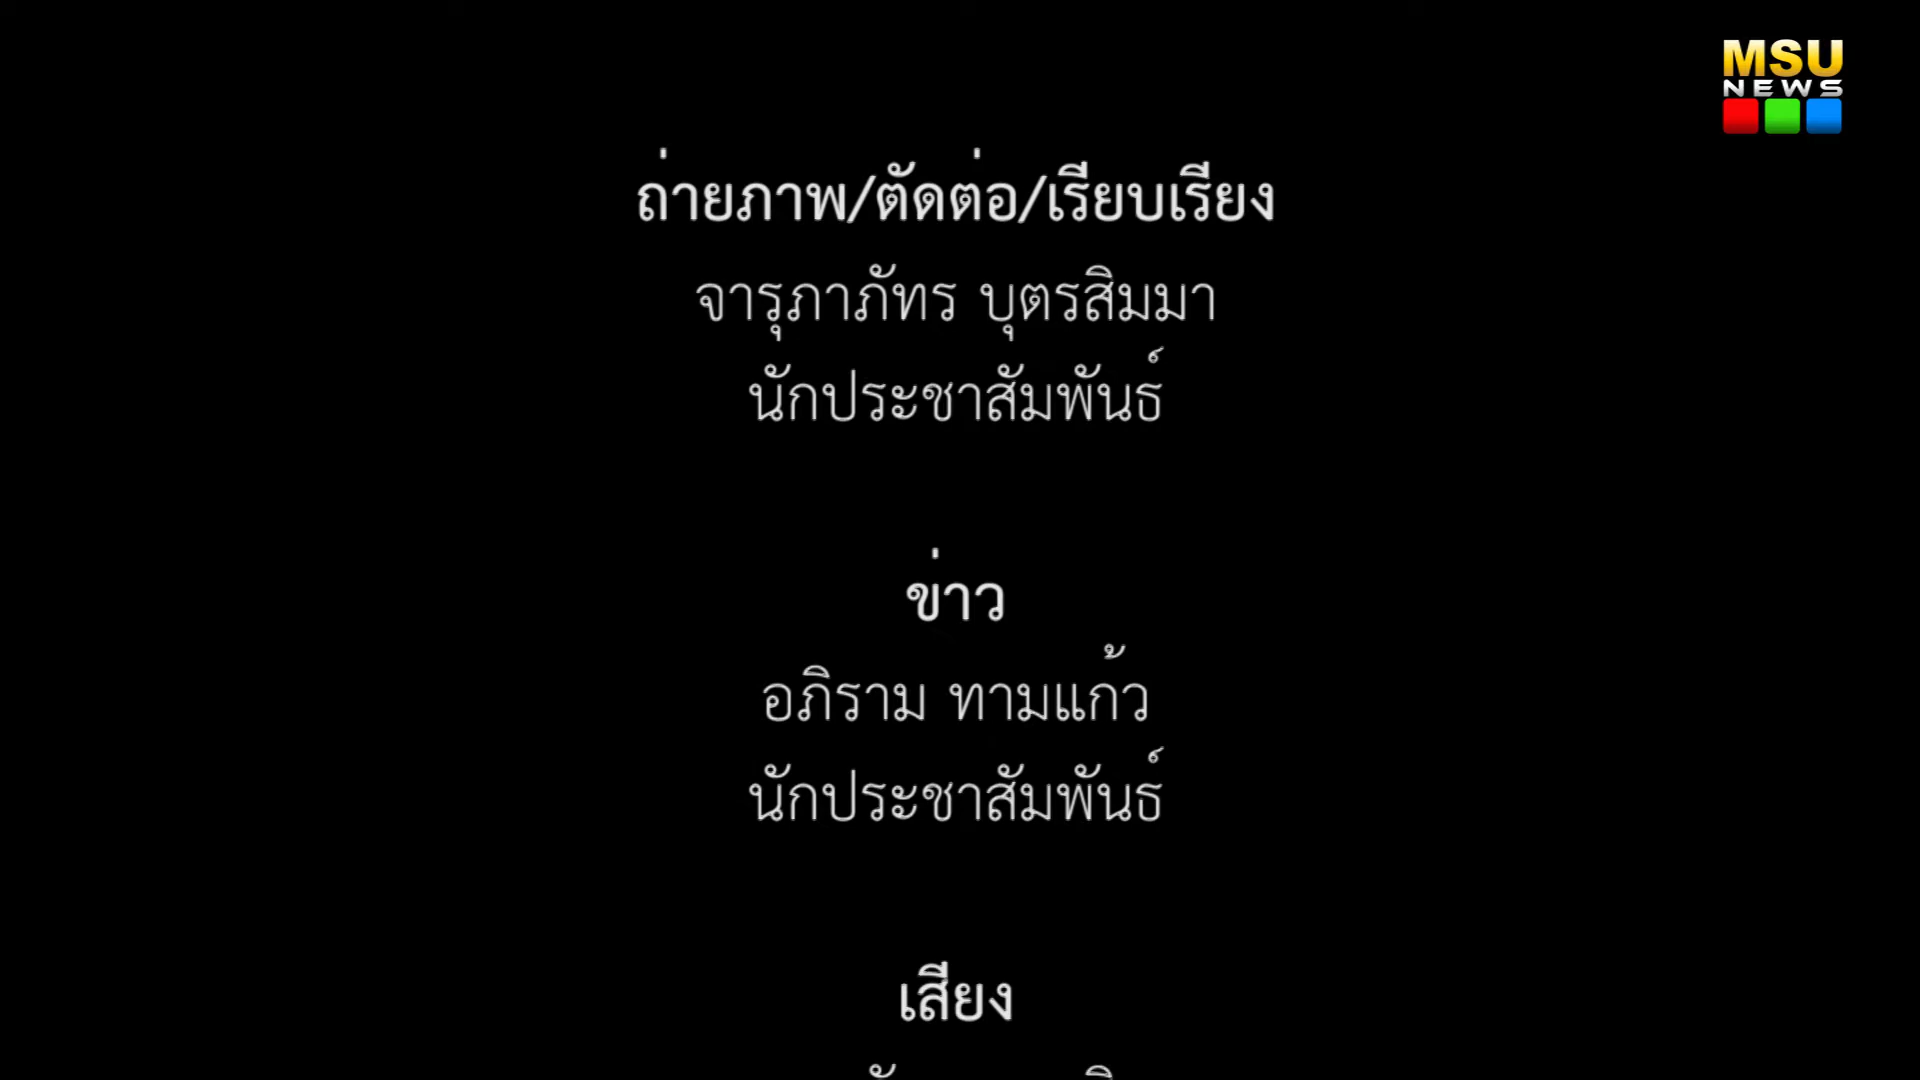 MSU
NEWS
ถ่ายภาพ/ตัดต่อ/เรียบเรียง
จารุภาภัทร บุตรสิมมา
นักประชาสัมพันธ์
ข่าว
อภิราม ทามแก้ว
นักประชาสัมพันธ์
เสียง